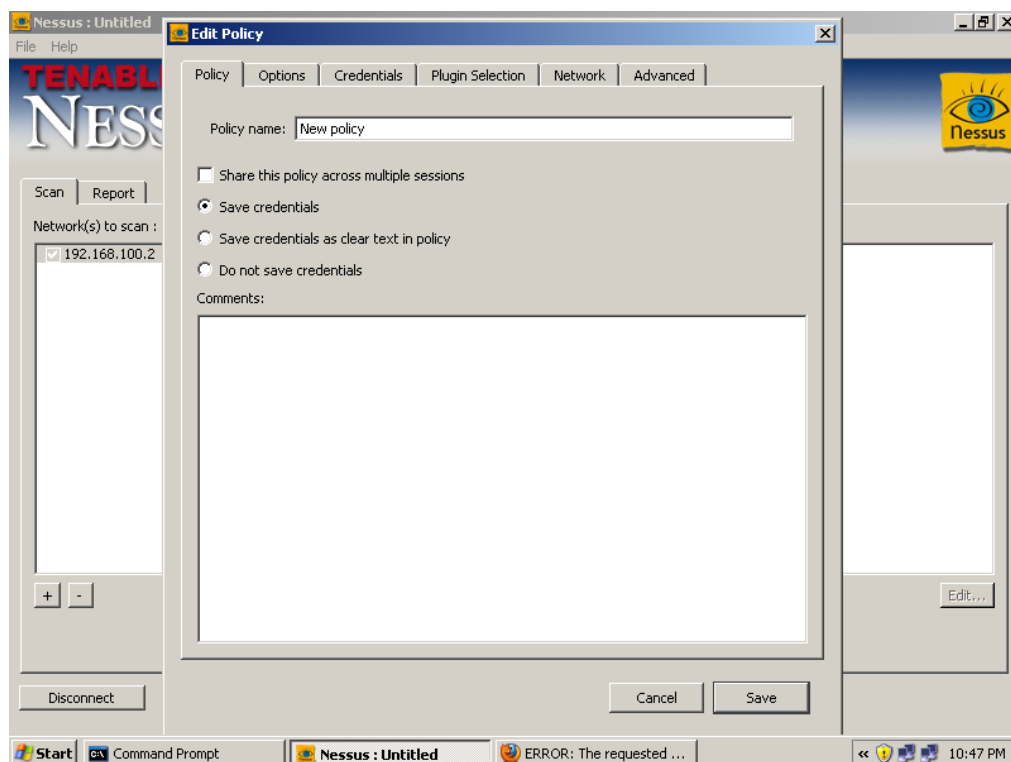 Nessus : Untitled
File Help
TENABL
NESS
Nessus
Scan
Report
Network(s) to scan :
192.168.100.2
+
-
Edit...
Disconnect
Edit Policy
Policy
Options
Credentials
Plugin Selection
Network
Advanced
Policy name: New policy
Share this policy across multiple sessions
Save credentials
Save credentials as clear text in policy
Do not save credentials
Comments:
Cancel
Save
Start
Command Prompt
Nessus : Untitled
ERROR: The requested ...
«
10:47 PM